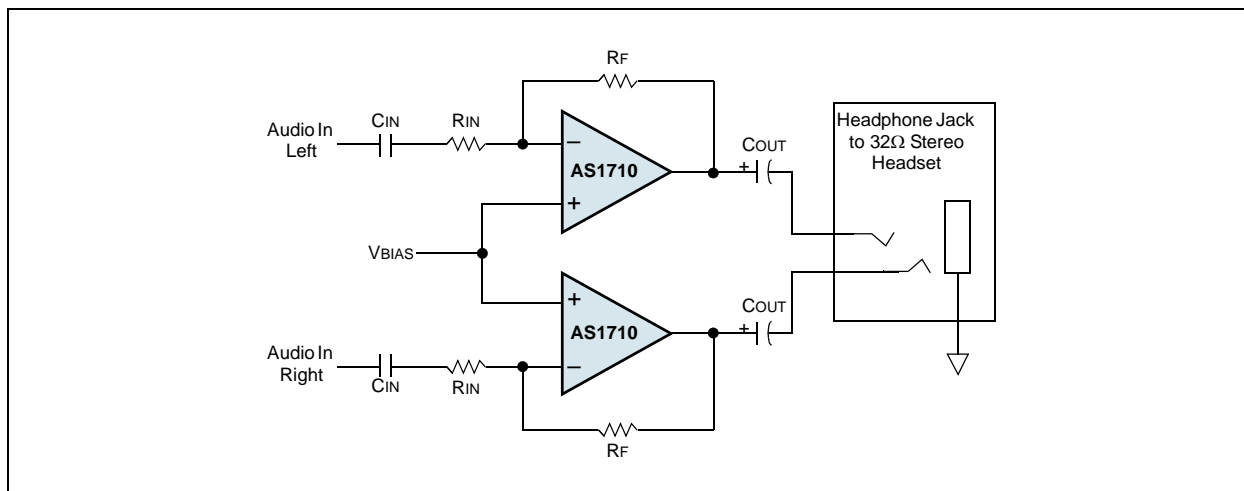 RF
CIN
RIN
Audio In
Left
−
AS1710
+
COUT
+
Headphone Jack
to 32Ω Stereo
Headset
VBIAS
+
AS1710
−
COUT
+
Audio In
Right
CIN
RIN
RF